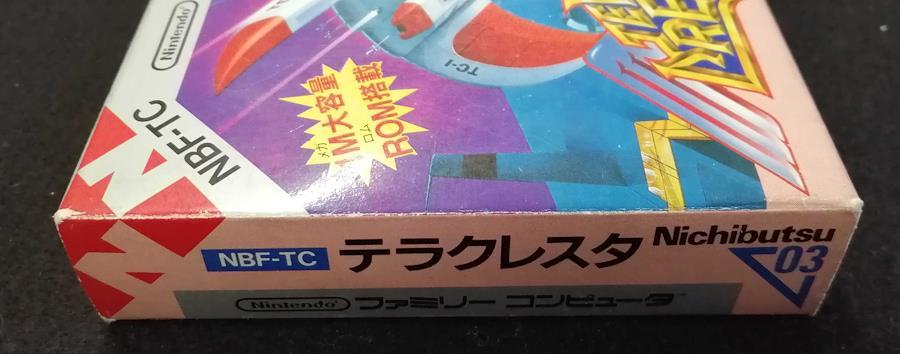 Nintendo
NBF-TC
TC-1
メガ
1M大容量
ロム
ROM搭載
NBF-TC テラクレスタ Nichibutsu
03
Nintendo ファミリー コンピュータ™